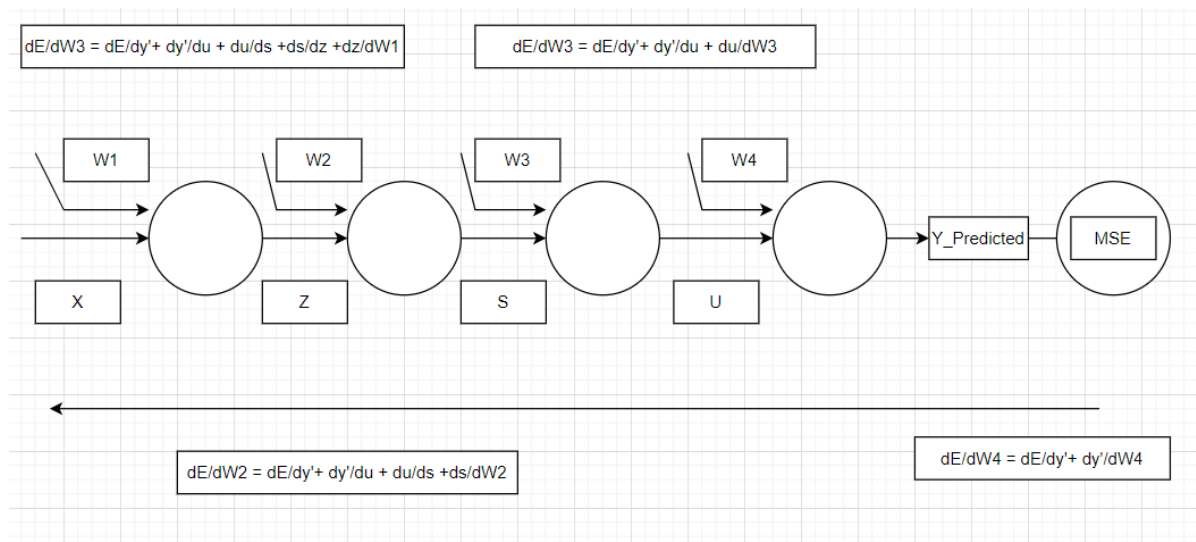 dE/dW3 = dE/dy'+ dy'/du + du/ds +ds/dz +dz/dW1
dE/dW3 = dE/dy'+ dy'/du + du/dW3
W1
W2
W3
W4
Y_Predicted
MSE
X
Z
S
U
dE/dW2 = dE/dy'+ dy'/du + du/ds +ds/dW2
dE/dW4 = dE/dy'+ dy'/dW4